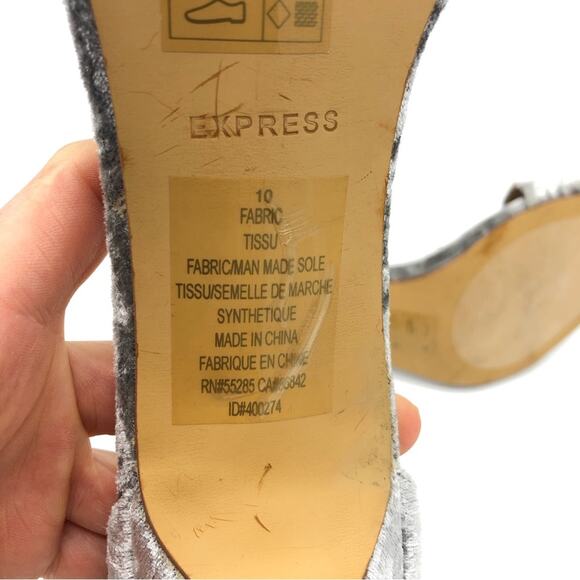 EXPRESS
10
FABRIC
TISSU
FABRIC/MAN MADE SOLE
TISSU/SEMELLE DE MARCHE
SYNTHETIQUE
MADE IN CHINA
FABRIQUE EN CHINE
RN#55285
ID#400274